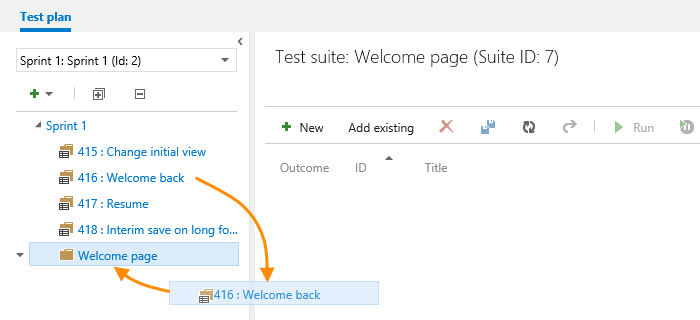 Test plan
Sprint 1: Sprint 1 (Id: 2)
Sprint 1
415 : Change initial view
416 : Welcome back
417 : Resume
418 : Interim save on long fo...
Welcome page
416 : Welcome back
Test suite: Welcome page (Suite ID: 7)
New Add existing Run
Outcome ID Title